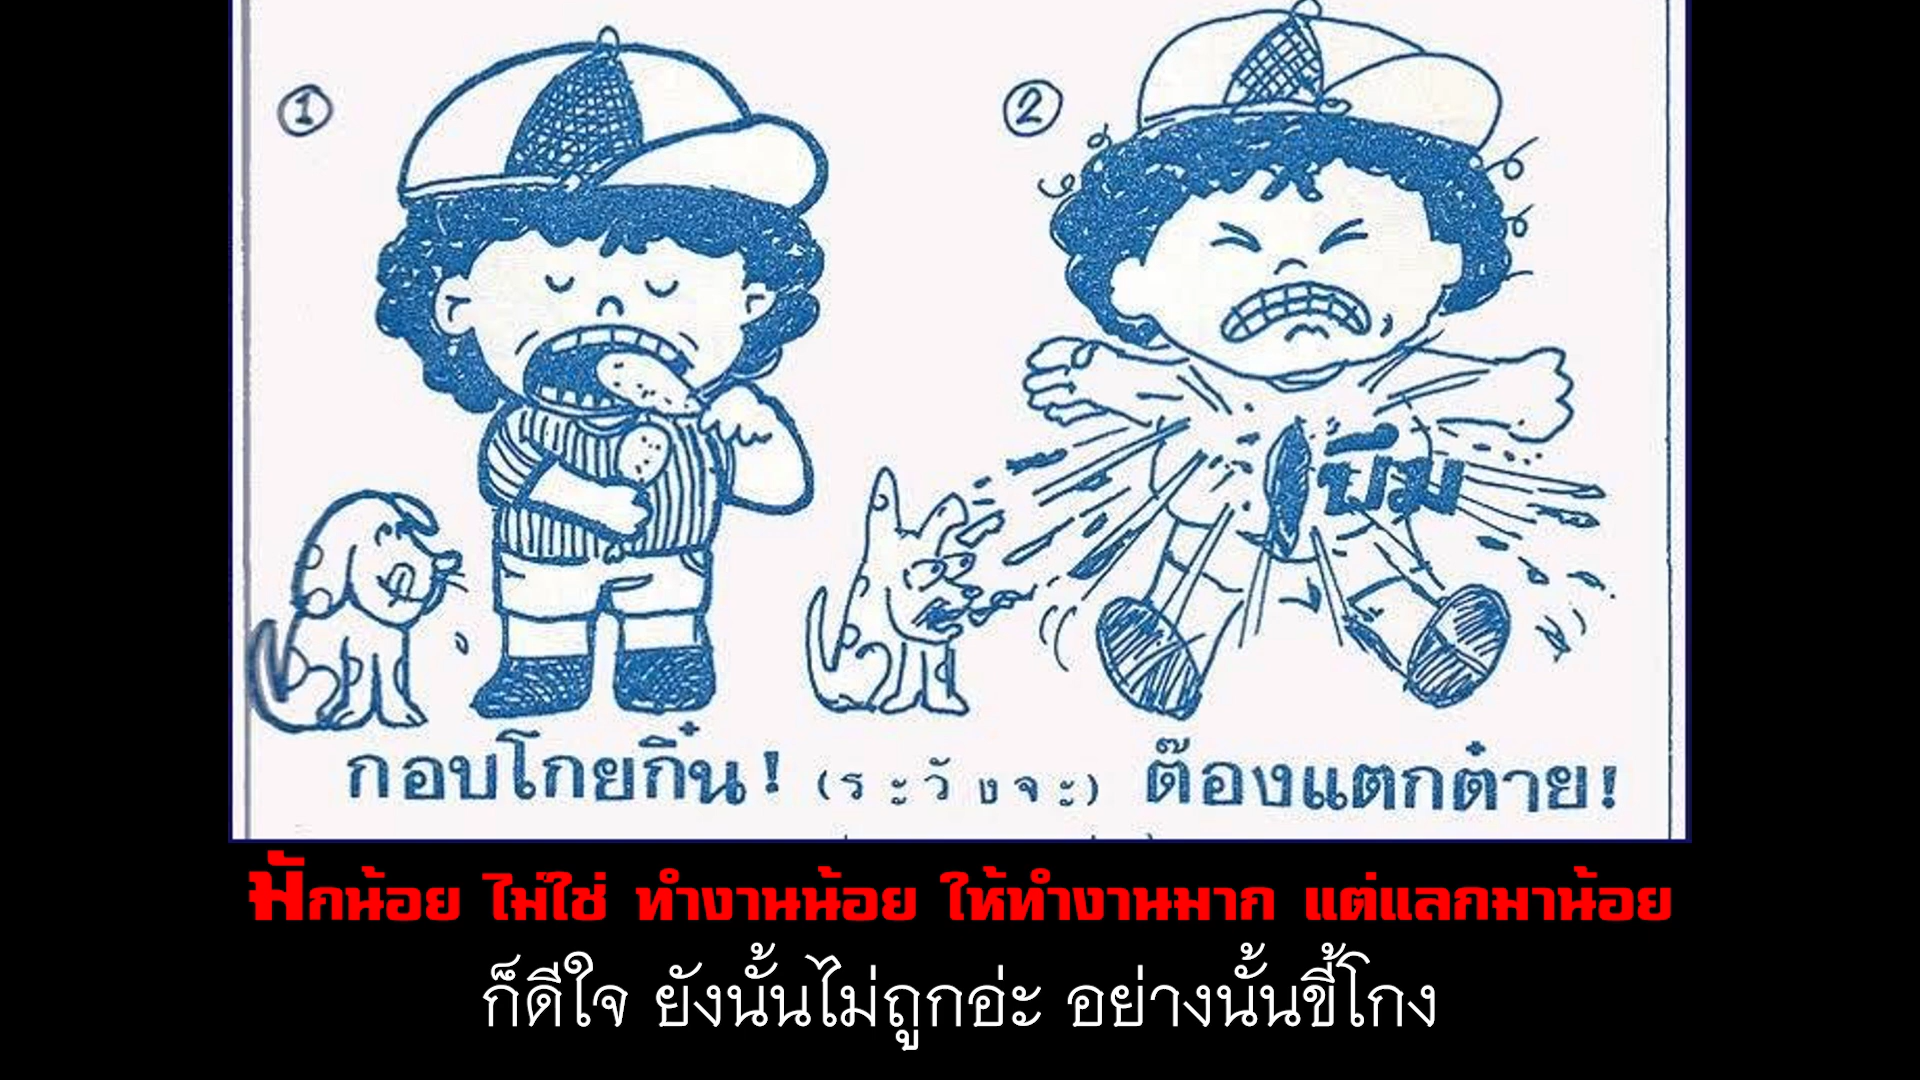 1
2
บึ้ม
กอบโกยกิ๋น! (ระวังจะ) ต๊องแตกต๋าย!
มักน้อย ไม่ใช่ ทำงานน้อย ให้ทำงานมาก แต่แลกมาน้อย
ก็ดีใจ ยังนั้นไม่ถูกอ่ะ อย่างนั้นขี้โกง